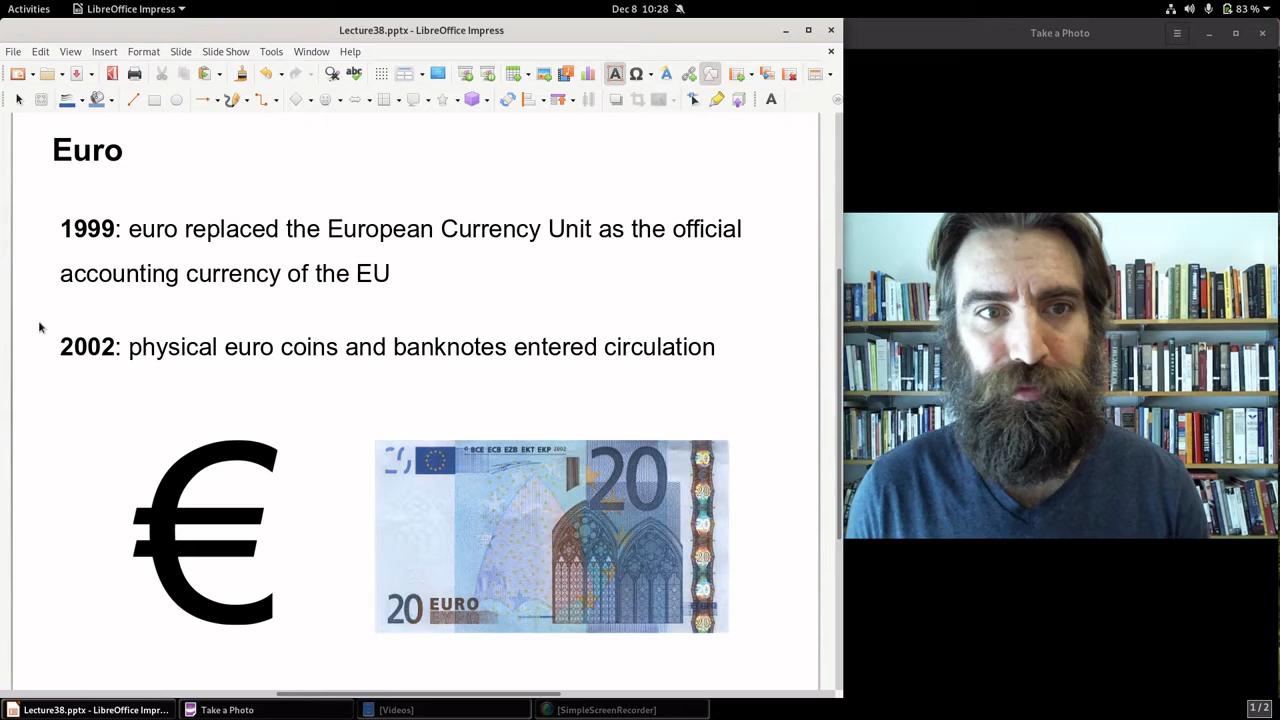 Activities LibreOffice Impress Dec 8 10:28 83 %
Lecture38.pptx - LibreOffice Impress
Take a Photo
File Edit View Insert Format Slide Slide Show Tools Window Help
Euro
1999: euro replaced the European Currency Unit as the official
accounting currency of the EU
2002: physical euro coins and banknotes entered circulation
€
© BCE ECB EZB EKT EKP 2002
20
20 EURO
Lecture38.pptx - LibreOffice Impr...
Take a Photo
[Videos]
[SimpleScreenRecorder]
1 / 2